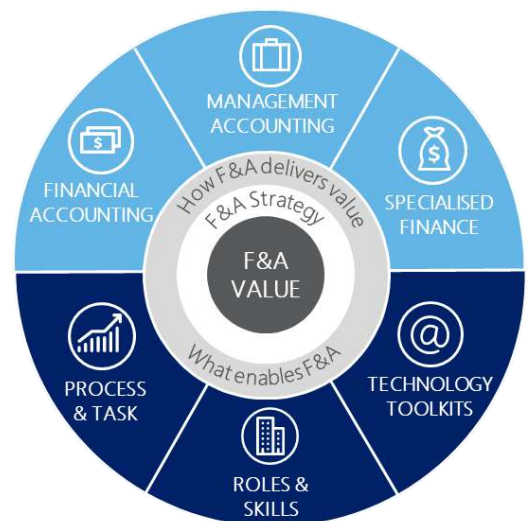 MANAGEMENT
ACCOUNTING
$
FINANCIAL
ACCOUNTING
$
SPECIALISED
FINANCE
How F&A delivers value
F&A Strategy
F&A
VALUE
What enables F&A
PROCESS
& TASK
@
TECHNOLOGY
TOOLKITS
ROLES &
SKILLS